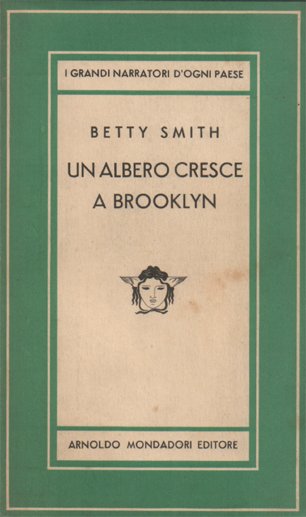 I GRANDI NARRATORI D'OGNI PAESE
BETTY SMITH
UN ALBERO CRESCE
A BROOKLYN
ARNOLDO MONDADORI EDITORE